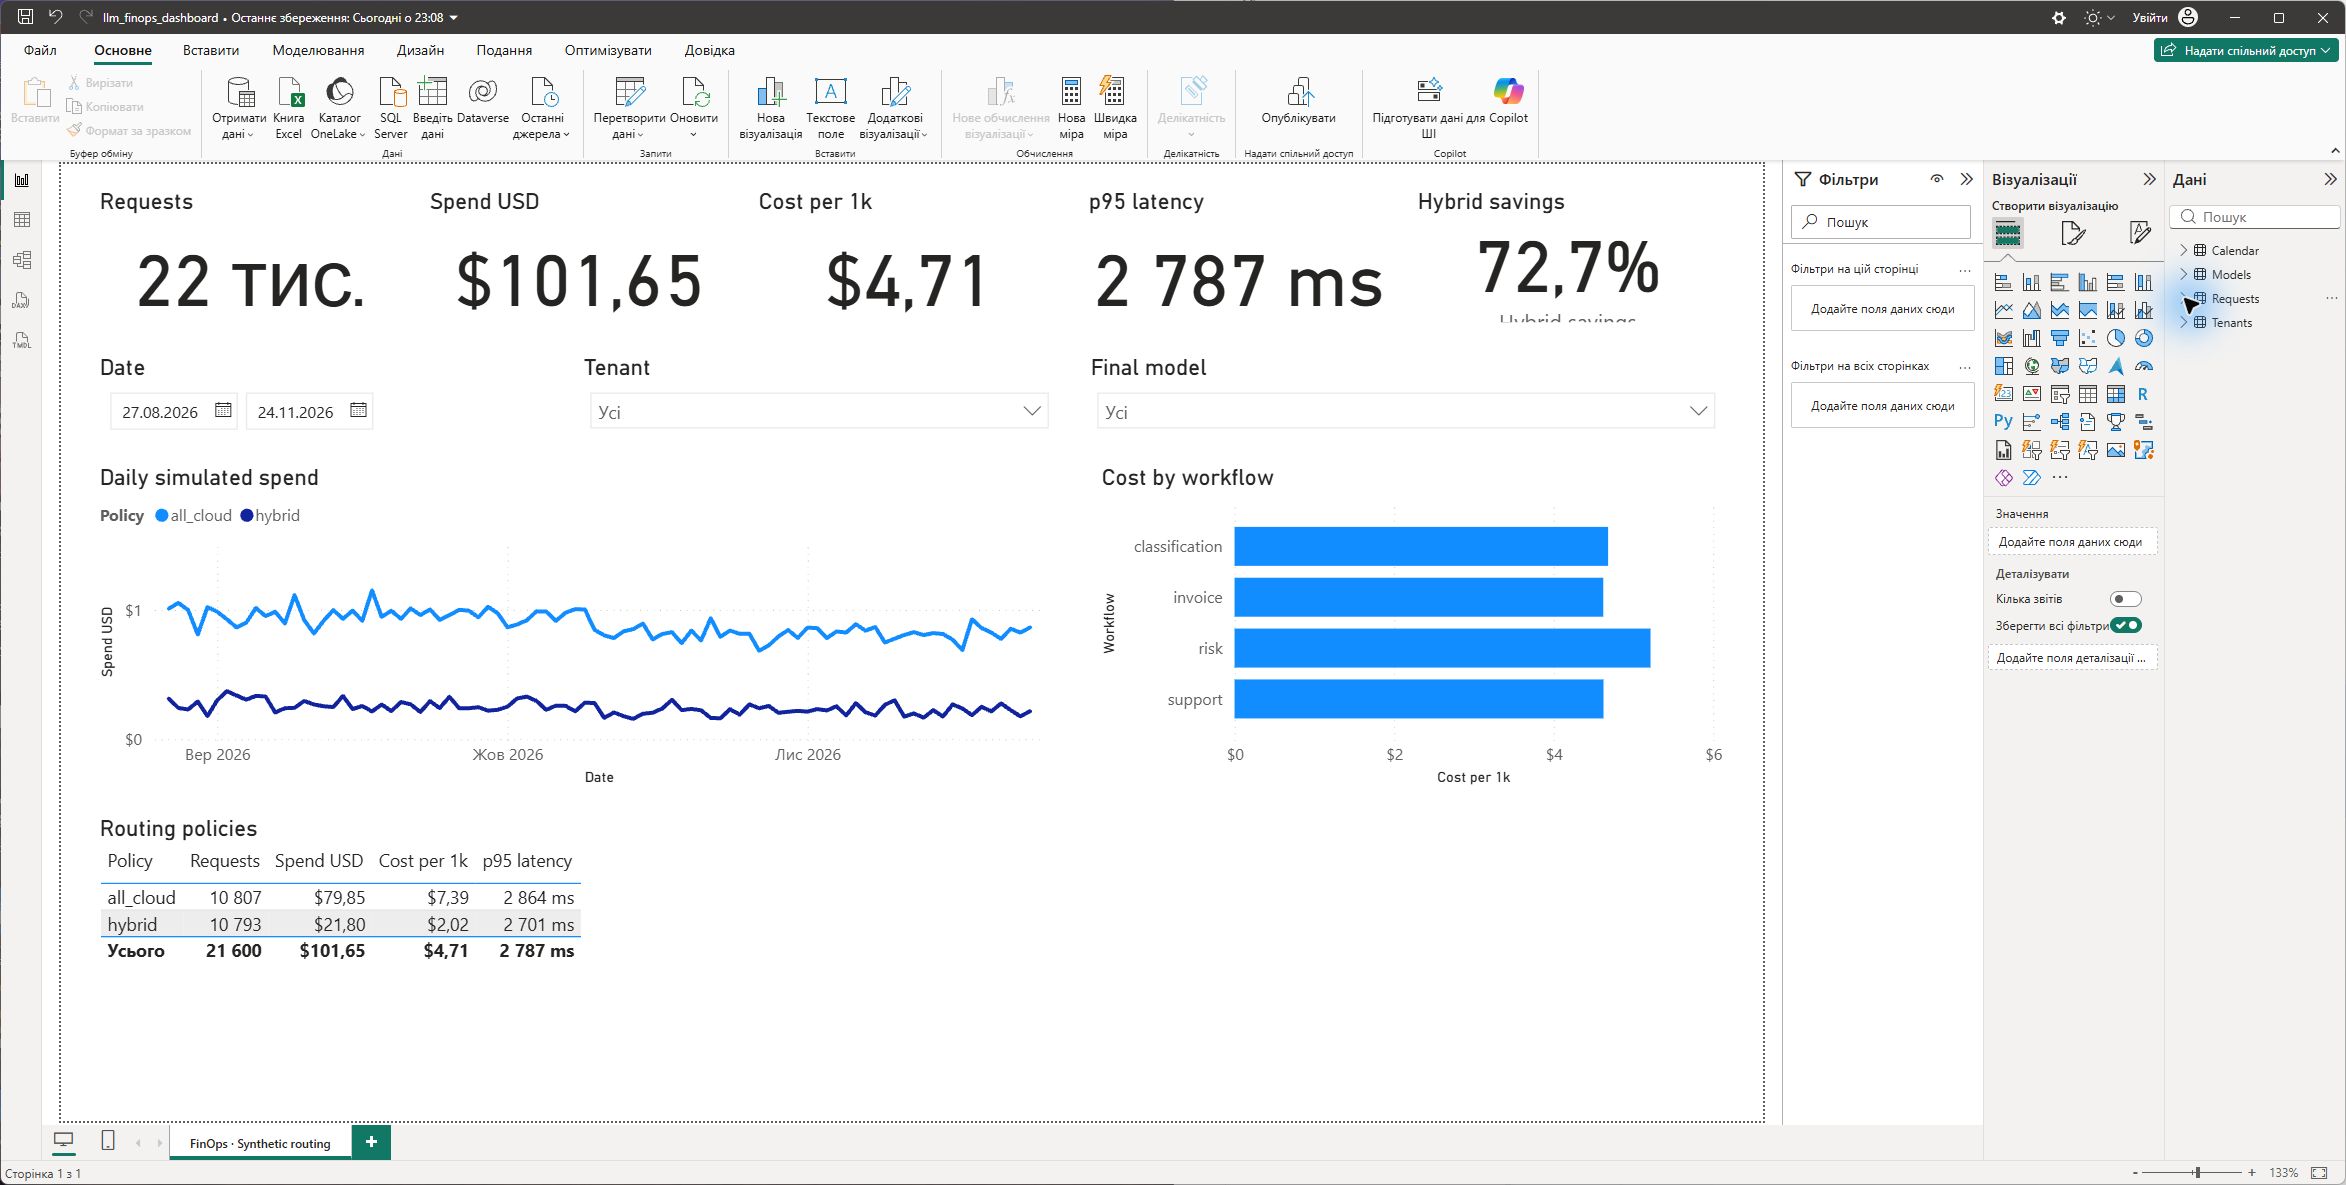 llm_finops_dashboard • Останнє збереження: Сьогодні о 23:08
Увійти
Файл
Основне
Вставити
Моделювання
Дизайн
Подання
Оптимізувати
Довідка
Надати спільний доступ
Вставити
Вирізати
Копіювати
Формат за зразком
Буфер обміну
Отримати дані
Книга Excel
Каталог OneLake
SQL Server
Введіть дані
Dataverse
Останні джерела
Дані
Перетворити дані
Оновити
Запити
Нова візуалізація
Текстове поле
Додаткові візуалізації
Вставити
Нове обчислення візуалізації
Нова міра
Швидка міра
Обчислення
Делікатність
Делікатність
Опублікувати
Надати спільний доступ
Підготувати дані для ШІ
Copilot
Copilot
DAX
TMDL
Requests
22 тис.
Spend USD
$101,65
Cost per 1k
$4,71
p95 latency
2 787 ms
Hybrid savings
72,7%
Hybrid savings
Date
27.08.2026
24.11.2026
Tenant
Усі
Final model
Усі
Daily simulated spend
Policy all_cloud hybrid
Spend USD
$1
$0
Вер 2026
Жов 2026
Лис 2026
Date
Cost by workflow
Workflow
classification
invoice
risk
support
$0 $2 $4 $6
Cost per 1k
Routing policies
Policy Requests Spend USD Cost per 1k p95 latency
all_cloud 10 807 $79,85 $7,39 2 864 ms
hybrid 10 793 $21,80 $2,02 2 701 ms
Усього 21 600 $101,65 $4,71 2 787 ms
Фільтри
Пошук
Фільтри на цій сторінці
Додайте поля даних сюди
Фільтри на всіх сторінках
Додайте поля даних сюди
Візуалізації
Створити візуалізацію
123
R
Py
Значення
Додайте поля даних сюди
Деталізувати
Кілька звітів
Зберегти всі фільтри
Додайте поля деталізації ...
Дані
Пошук
Calendar
Models
Requests
Tenants
FinOps · Synthetic routing
+
Сторінка 1 з 1
- + 133%